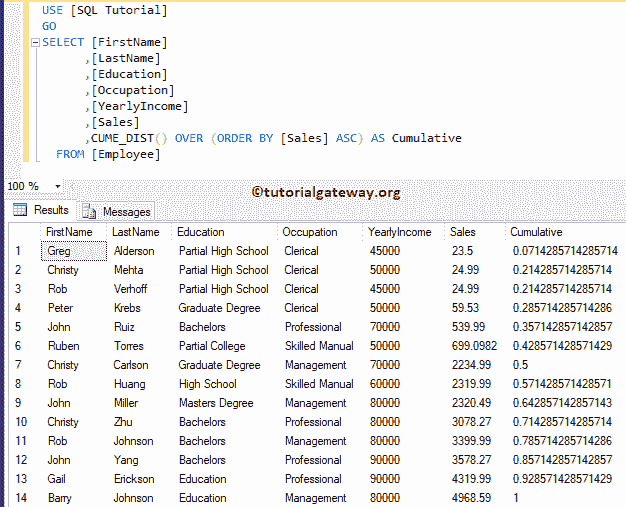 USE [SQL Tutorial]
GO
SELECT [FirstName]
,[LastName]
,[Education]
,[Occupation]
,[YearlyIncome]
,[Sales]
,CUME_DIST() OVER (ORDER BY [Sales] ASC) AS Cumulative
FROM [Employee]
100 %
©tutorialgateway.org
Results Messages
FirstName LastName Education Occupation YearlyIncome Sales Cumulative
1 Greg Alderson Partial High School Clerical 45000 23.5 0.0714285714285714
2 Christy Mehta Partial High School Clerical 50000 24.99 0.214285714285714
3 Rob Verhoff Partial High School Clerical 45000 24.99 0.214285714285714
4 Peter Krebs Graduate Degree Clerical 50000 59.53 0.285714285714286
5 John Ruiz Bachelors Professional 70000 539.99 0.357142857142857
6 Ruben Torres Partial College Skilled Manual 50000 699.0982 0.428571428571429
7 Christy Carlson Graduate Degree Management 70000 2234.99 0.5
8 Rob Huang High School Skilled Manual 60000 2319.99 0.571428571428571
9 John Miller Masters Degree Management 80000 2320.49 0.642857142857143
10 Christy Zhu Bachelors Professional 80000 3078.27 0.714285714285714
11 Rob Johnson Bachelors Management 80000 3399.99 0.785714285714286
12 John Yang Bachelors Professional 90000 3578.27 0.857142857142857
13 Gail Erickson Education Professional 90000 4319.99 0.928571428571429
14 Barry Johnson Education Management 80000 4968.59 1